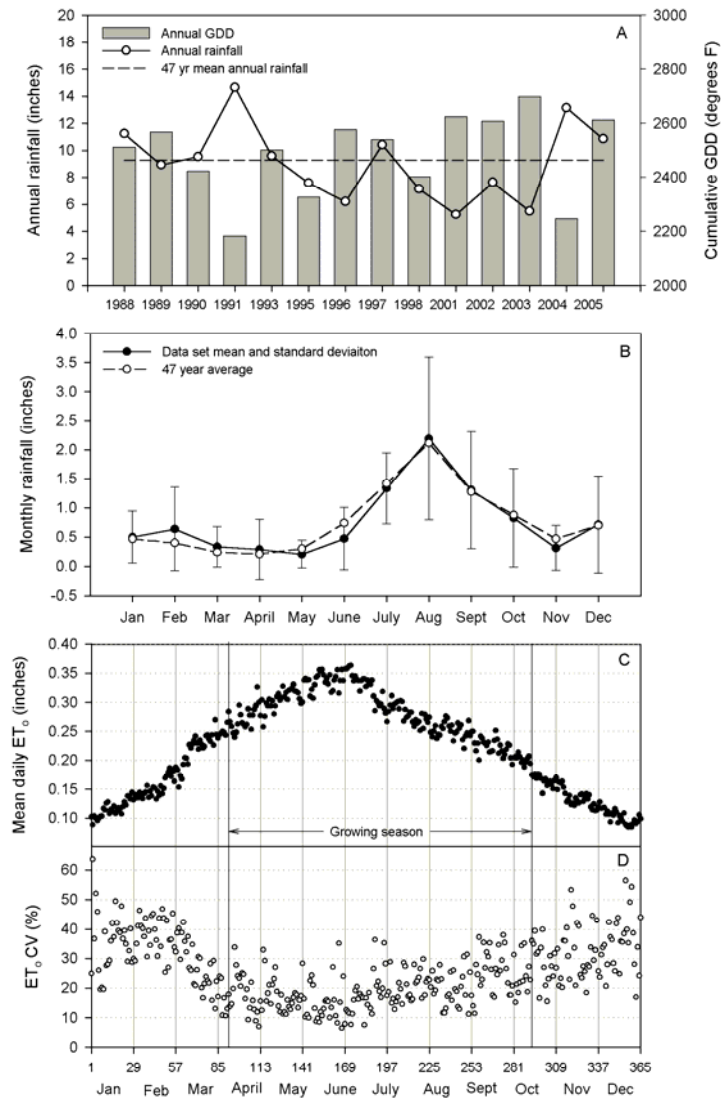 A
Annual GDD
Annual rainfall
47 yr mean annual rainfall
Annual rainfall (inches)
Cumulative GDD (degrees F)
20
18
16
14
12
10
8
6
4
2
0
3000
2800
2600
2400
2200
2000
1988 1989 1990 1991 1993 1995 1996 1997 1998 2001 2002 2003 2004 2005
B
Data set mean and standard deviaiton
47 year average
Monthly rainfall (inches)
4.0
3.5
3.0
2.5
2.0
1.5
1.0
0.5
0.0
-0.5
Jan Feb Mar April May June July Aug Sept Oct Nov Dec
C
Mean daily ETo (inches)
0.40
0.35
0.30
0.25
0.20
0.15
0.10
Growing season
D
ETo CV (%)
60
50
40
30
20
10
0
1 29 57 85 113 141 169 197 225 253 281 309 337 365
Jan Feb Mar April May June July Aug Sept Oct Nov Dec